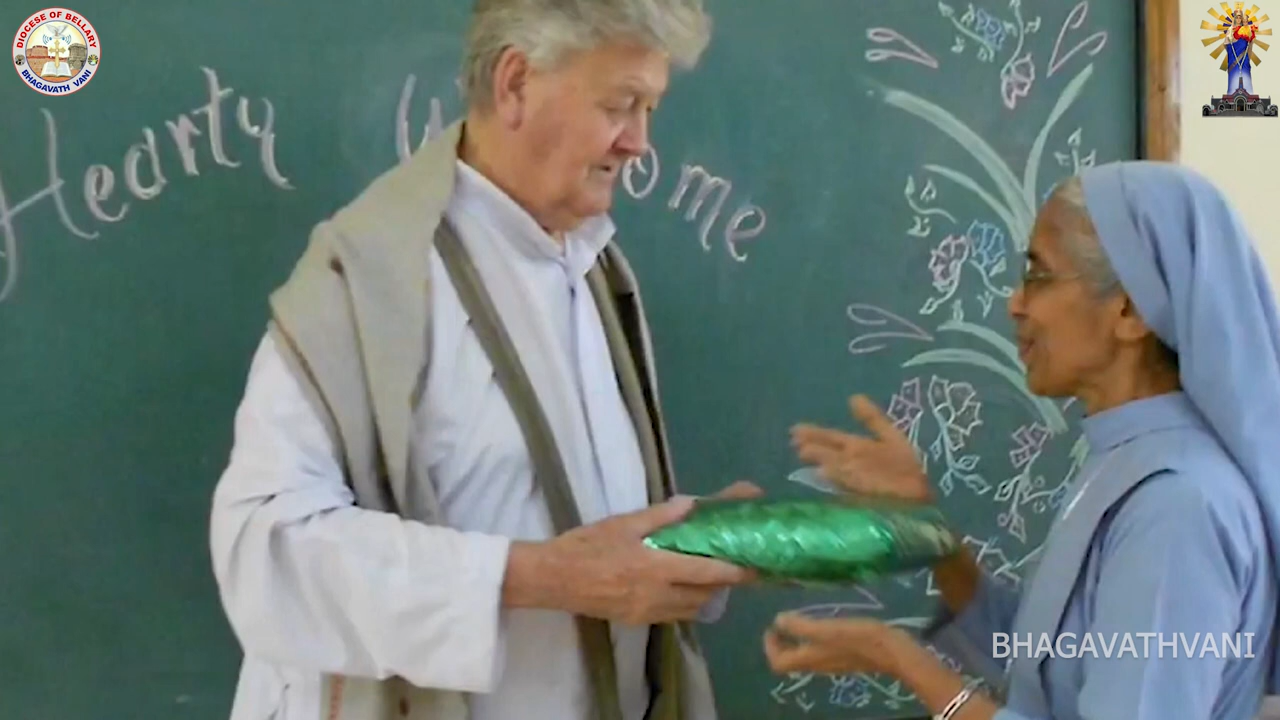 DIOCESE OF BELLARY
BHAGAVATH VANI
Hearty W ome
BHAGAVATHVANI